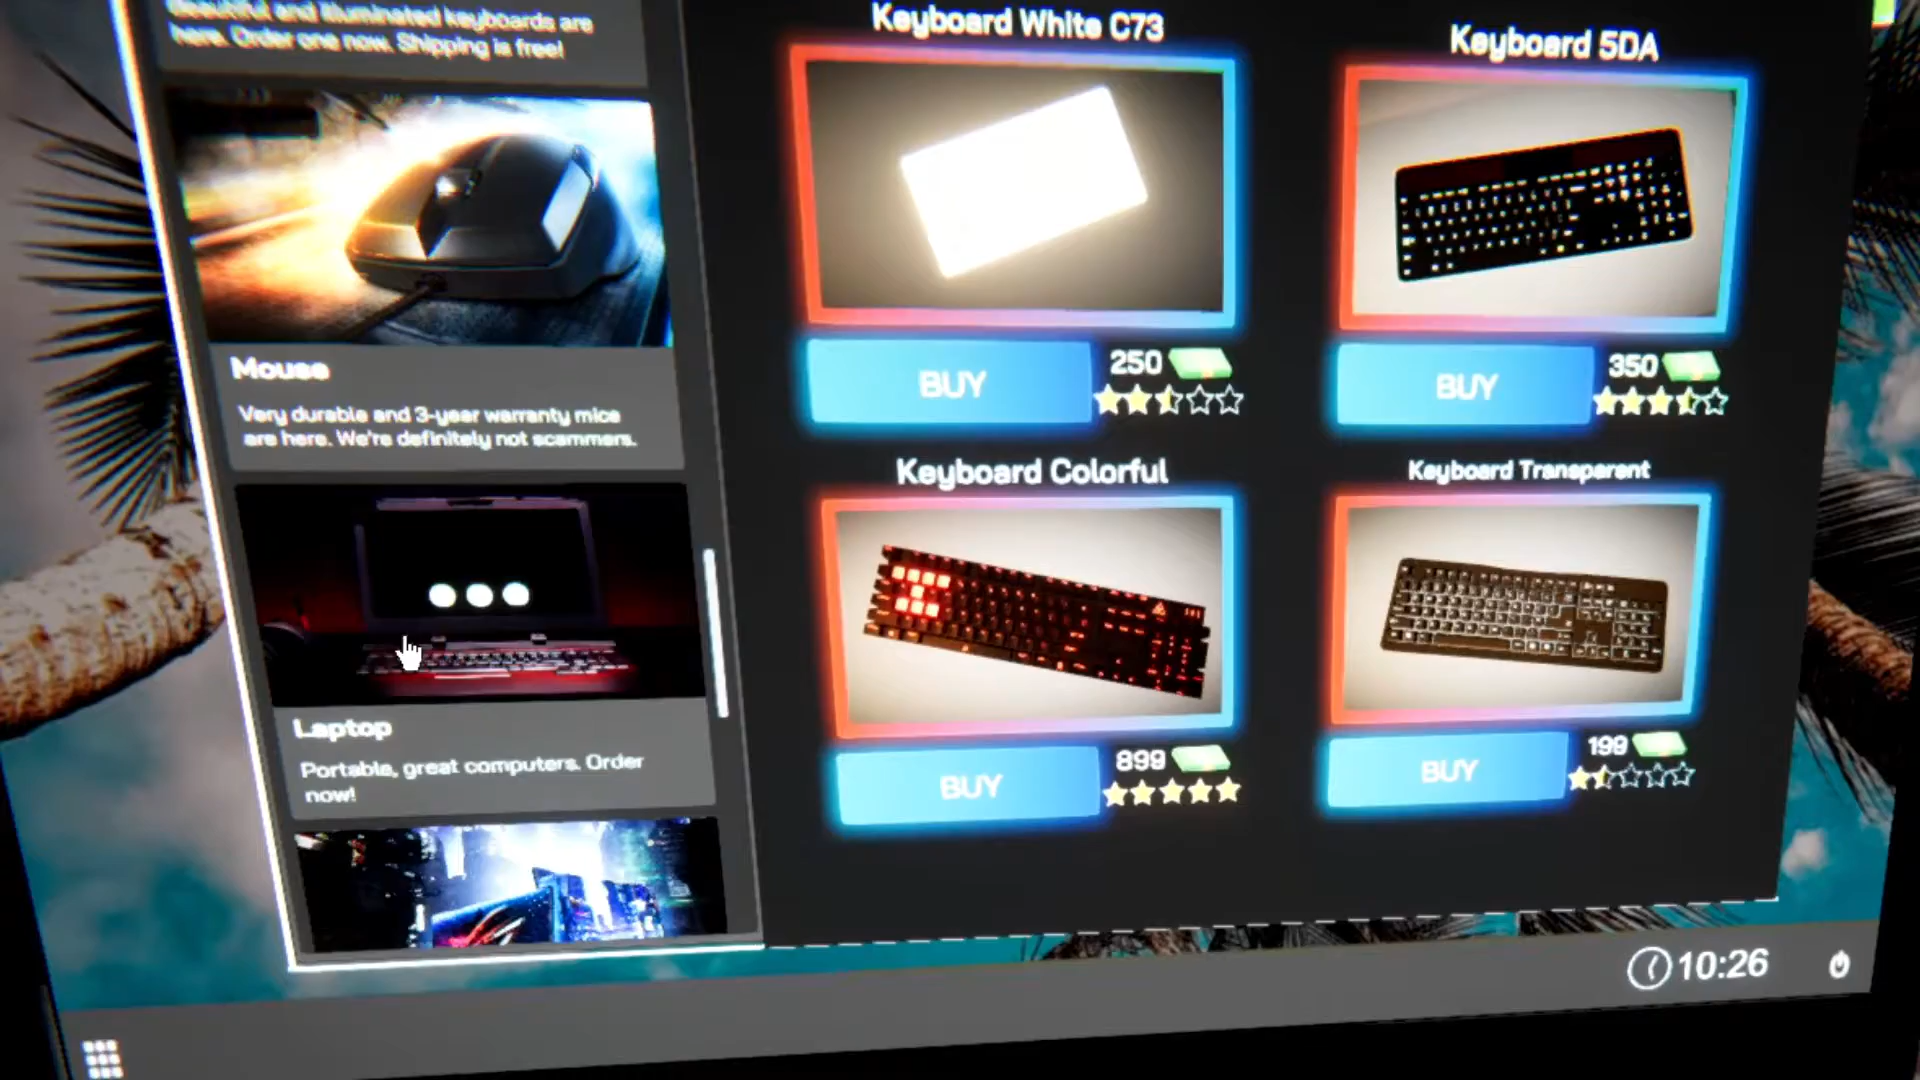 Beautiful and illuminated keyboards are
here. Order one now. Shipping is free!
Mouse
Very durable and 3-year warranty mice
are here. We're definitely not scammers.
Laptop
Portable, great computers. Order
now!
Keyboard White C73
BUY
250
Keyboard 5DA
BUY
350
Keyboard Colorful
BUY
899
Keyboard Transparent
BUY
199
10:26